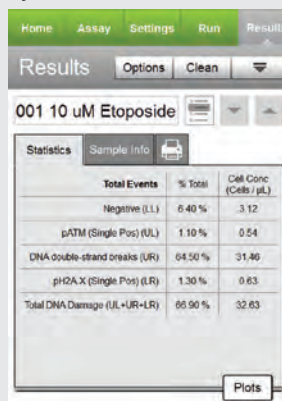 Home Assay Settings Run Results
Results Options Clean
001 10 uM Etoposide
Statistics Sample Info
Total Events % Total Cell Conc (Cells / µL)
Negative (LL) 6.40 % 3.12
pATM (Single Pos) (UL) 1.10 % 0.54
DNA double-strand breaks (UR) 64.50 % 31.46
pH2A.X (Single Pos) (LR) 1.30 % 0.63
Total DNA Damage (UL+UR+LR) 66.90 % 32.63
Plots